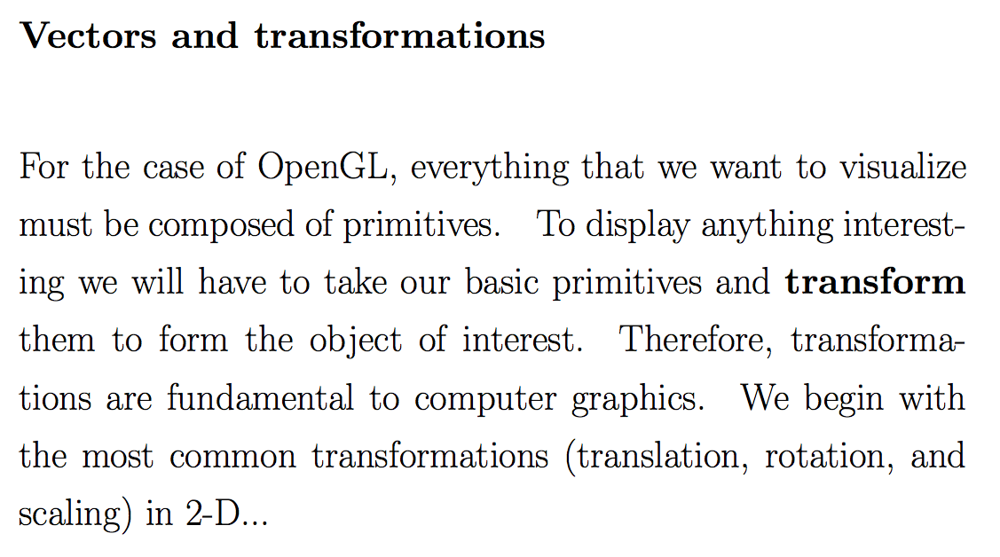 Vectors and transformations
For the case of OpenGL, everything that we want to visualize
must be composed of primitives. To display anything interest-
ing we will have to take our basic primitives and transform
them to form the object of interest. Therefore, transforma-
tions are fundamental to computer graphics. We begin with
the most common transformations (translation, rotation, and
scaling) in 2-D...